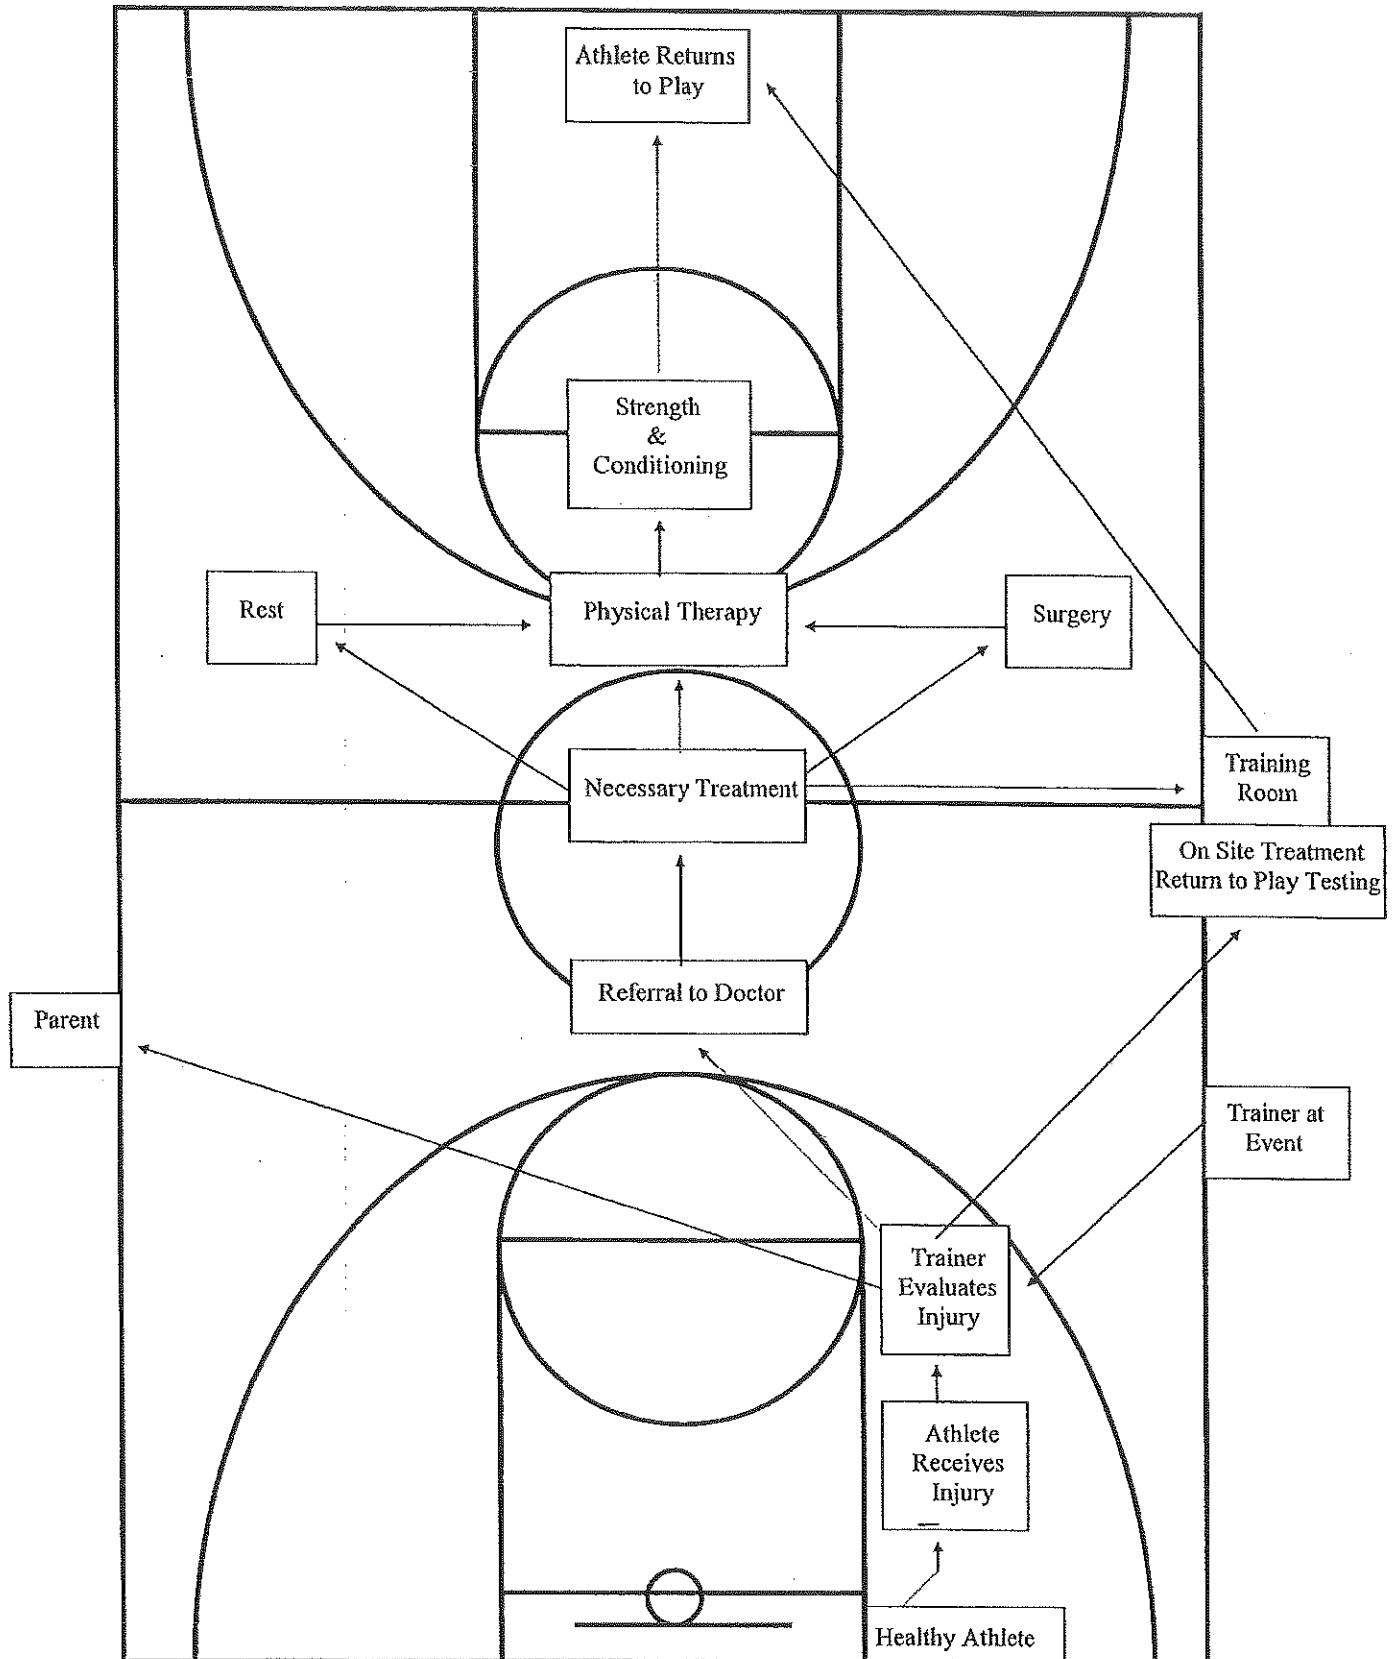 Athlete Returns
to Play
Strength
&
Conditioning
Rest
Physical Therapy
Surgery
Necessary Treatment
Training
Room
On Site Treatment
Return to Play Testing
Referral to Doctor
Parent
Trainer at
Event
Trainer
Evaluates
Injury
Athlete
Receives
Injury
Healthy Athlete